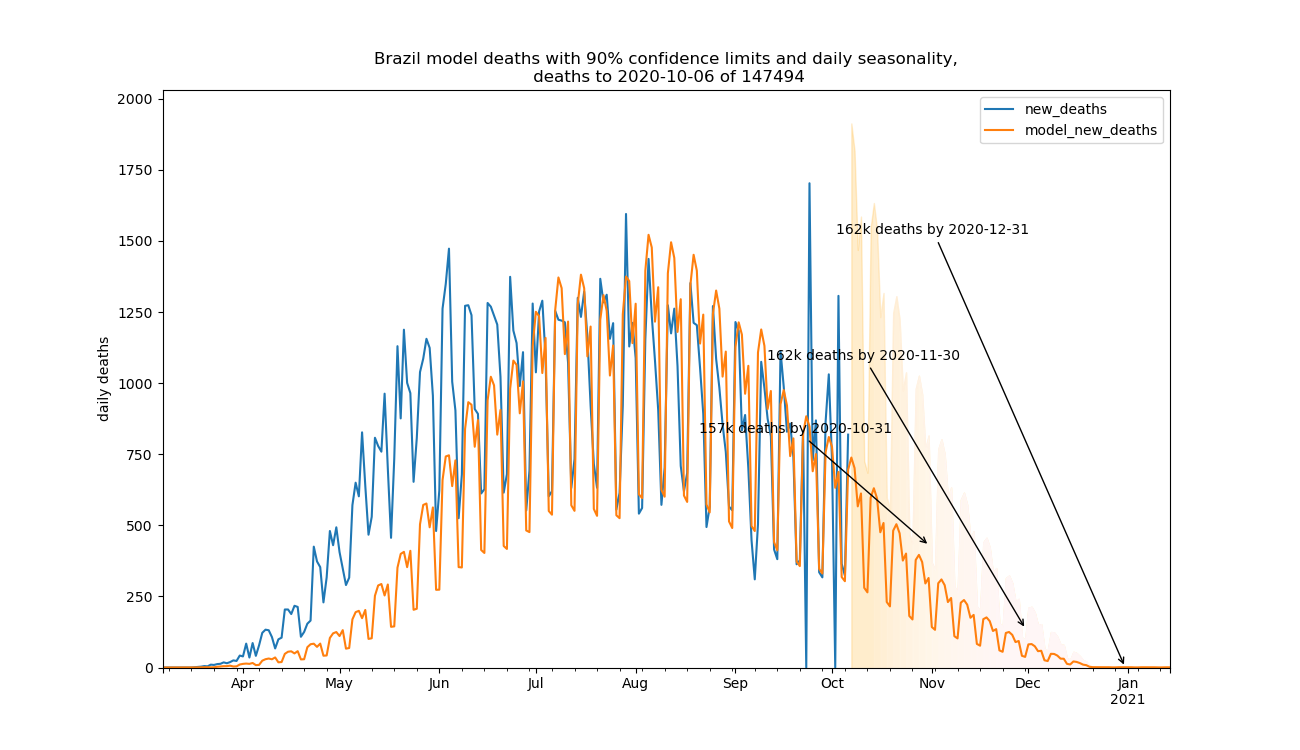 Brazil model deaths with 90% confidence limits and daily seasonality,
deaths to 2020-10-06 of 147494
new_deaths
model_new_deaths
daily deaths
2000
1750
1500
1250
1000
750
500
250
0
162k deaths by 2020-12-31
162k deaths by 2020-11-30
157k deaths by 2020-10-31
Apr May Jun Jul Aug Sep Oct Nov Dec Jan
2021